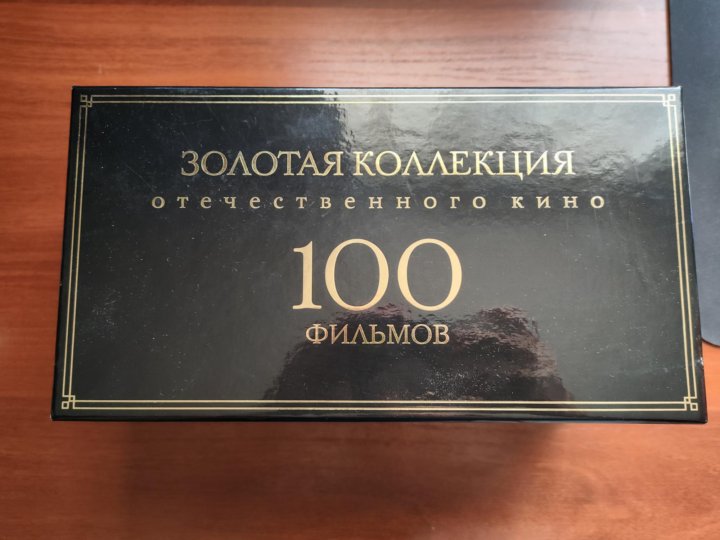 ЗОЛОТАЯ КОЛЛЕКЦИЯ
отечественного кино
100
ФИЛЬМОВ